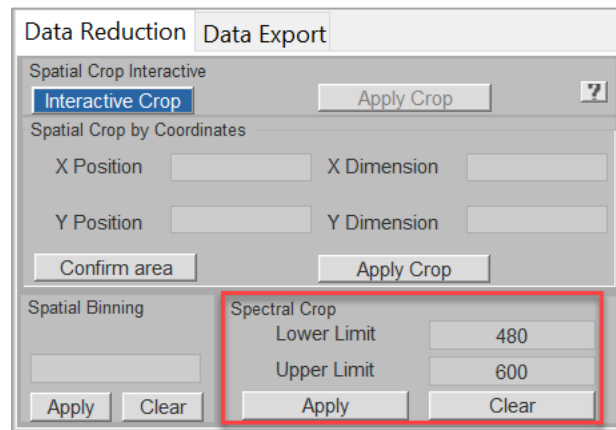 Data Reduction Data Export
Spatial Crop Interactive
Interactive Crop Apply Crop ?
Spatial Crop by Coordinates
X Position X Dimension
Y Position Y Dimension
Confirm area Apply Crop
Spatial Binning Spectral Crop
Lower Limit 480
Upper Limit 600
Apply Clear Apply Clear